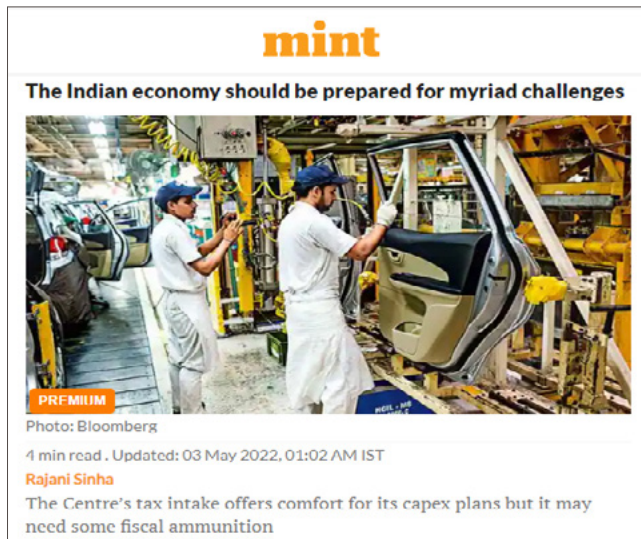 mint
The Indian economy should be prepared for myriad challenges
PREMIUM
Photo: Bloomberg
4 min read . Updated: 03 May 2022, 01:02 AM IST
Rajani Sinha
The Centre's tax intake offers comfort for its capex plans but it may
need some fiscal ammunition